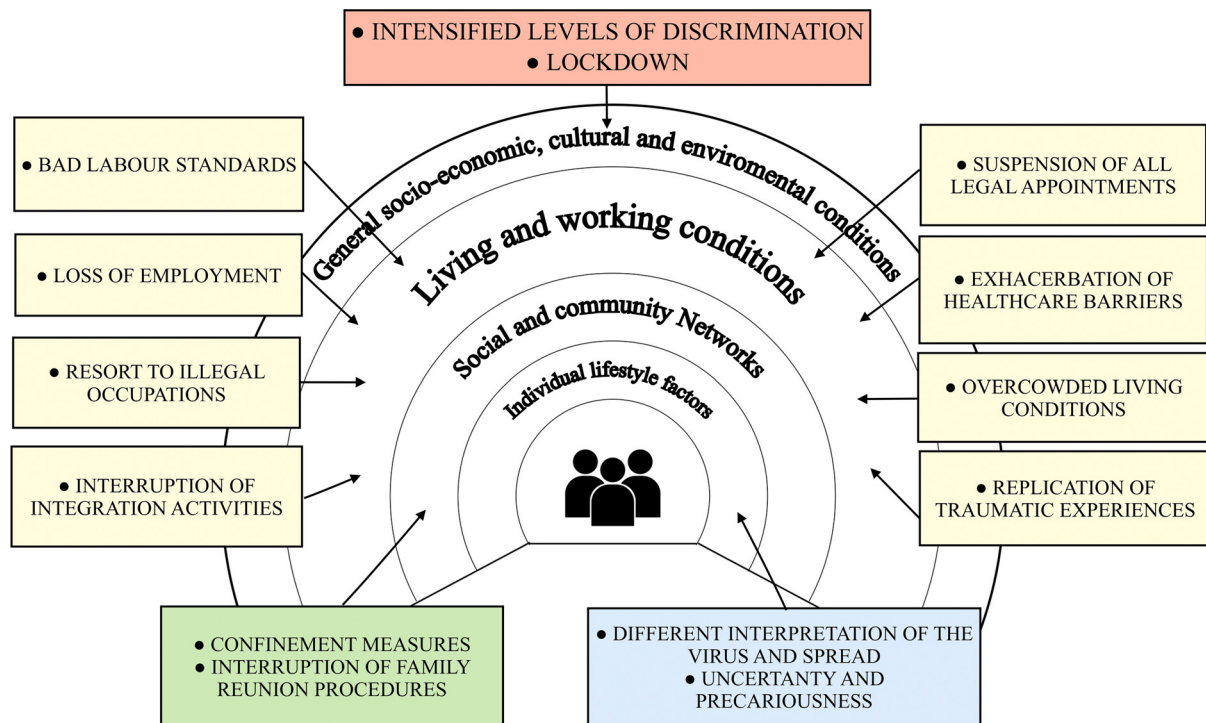 ● INTENSIFIED LEVELS OF DISCRIMINATION
● LOCKDOWN
● BAD LABOUR STANDARDS
● LOSS OF EMPLOYMENT
● RESORT TO ILLEGAL
OCCUPATIONS
● INTERRUPTION OF
INTEGRATION ACTIVITIES
General socio-economic, cultural and enviromental conditions
Living and working conditions
Social and community Networks
Individual lifestyle factors
● SUSPENSION OF ALL
LEGAL APPOINTMENTS
● EXHACERBATION OF
HEALTHCARE BARRIERS
● OVERCOWDED LIVING
CONDITIONS
● REPLICATION OF
TRAUMATIC EXPERIENCES
● CONFINEMENT MEASURES
● INTERRUPTION OF FAMILY
REUNION PROCEDURES
● DIFFERENT INTERPRETATION OF THE
VIRUS AND SPREAD
● UNCERTANTY AND
PRECARIOUSNESS